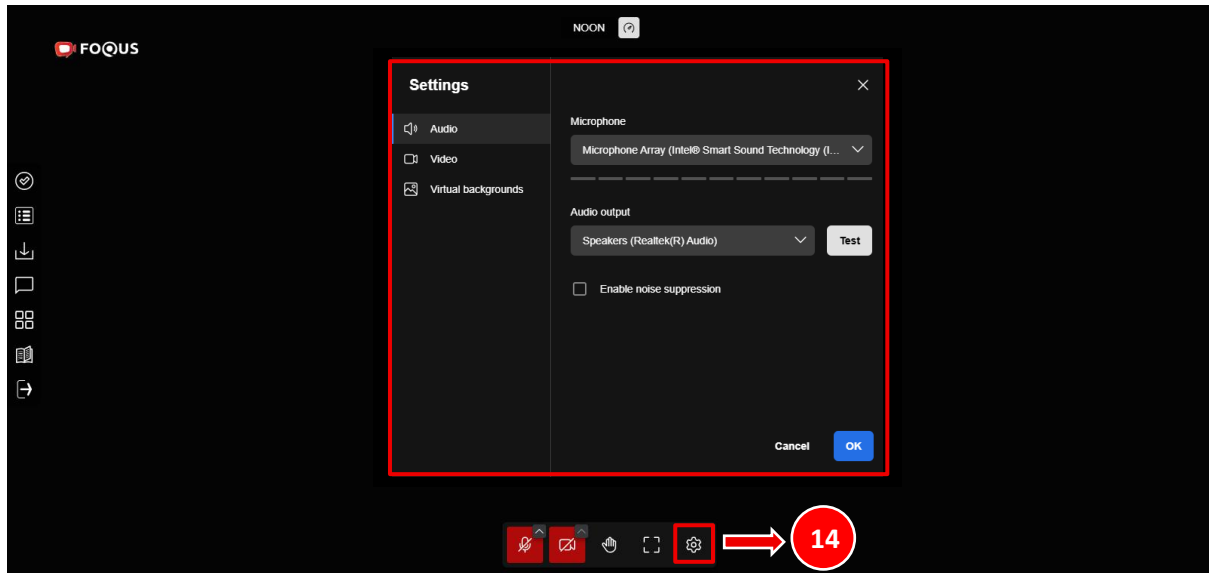 NOON
FOQUS
Settings
Audio
Video
Virtual backgrounds
Microphone
Microphone Array (Intel® Smart Sound Technology (I...
Audio output
Speakers (Realtek(R) Audio)
Test
Enable noise suppression
Cancel
OK
14